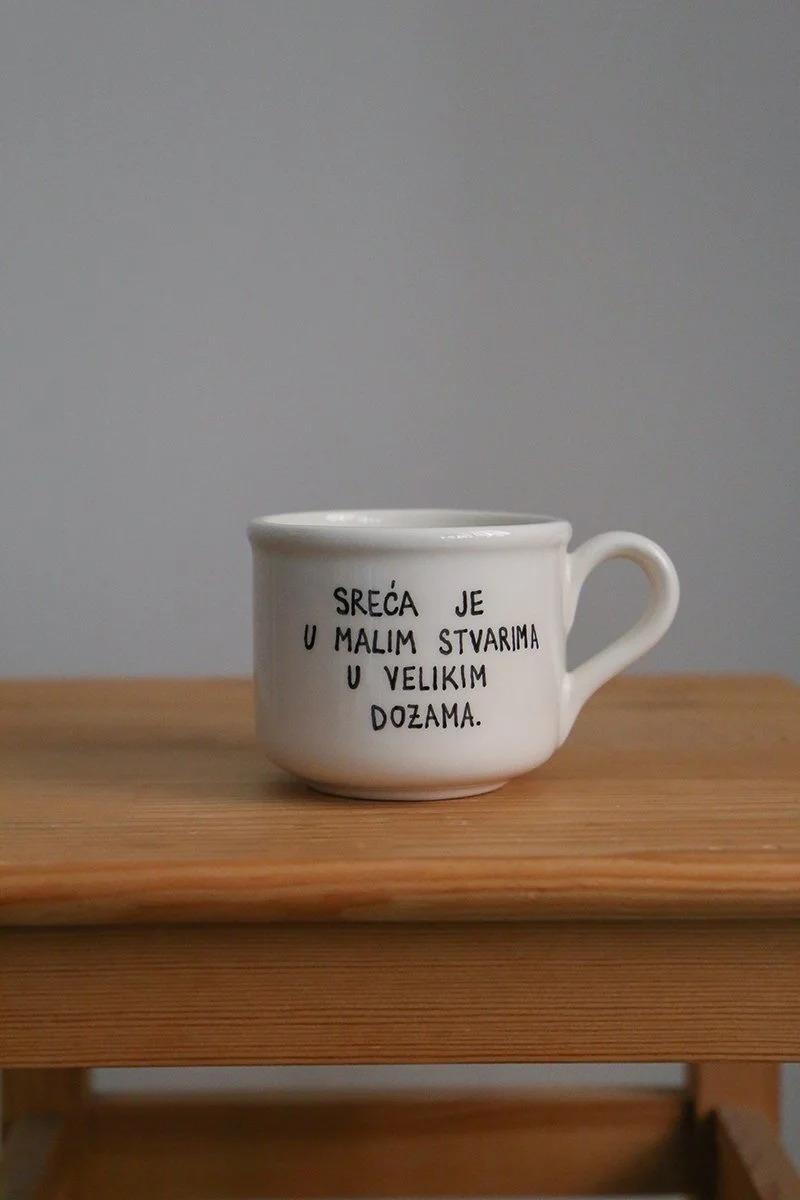 SREĆA JE
U MALIM STVARIMA
U VELIKIM
DOZAMA.